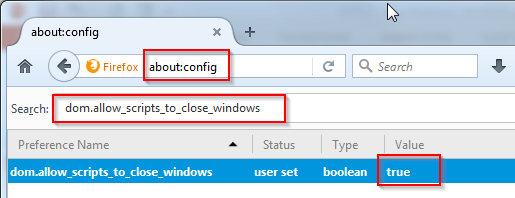 about:config
Firefox about:config Search
Search: dom.allow_scripts_to_close_windows
Preference Name Status Type Value
dom.allow_scripts_to_close_windows user set boolean true